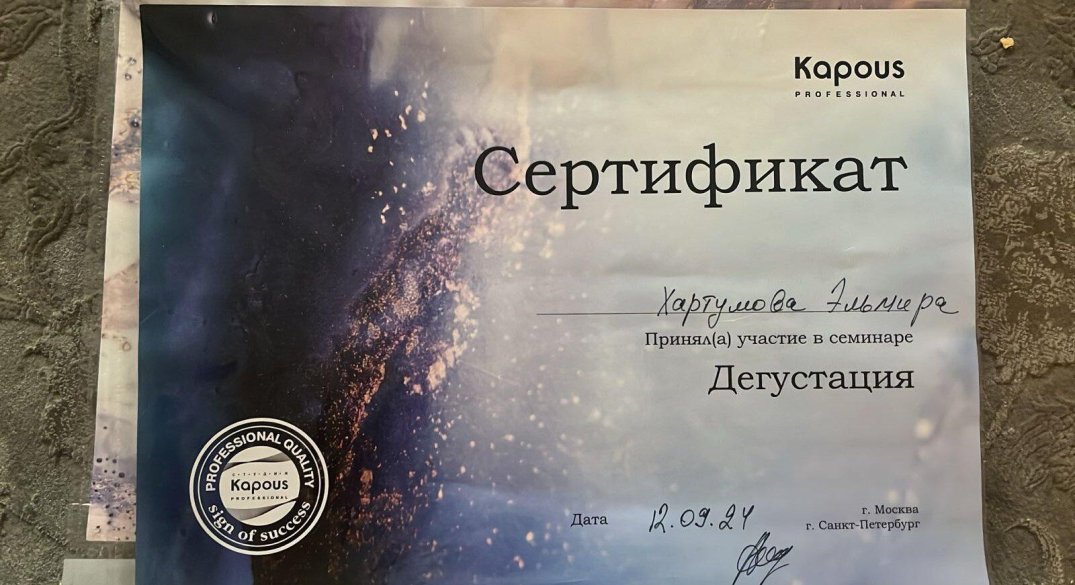 Kapous
PROFESSIONAL
Сертификат
Хартумова Эльмира
Принял(а) участие в семинаре
Дегустация
PROFESSIONAL QUALITY
СТУДИЯ
Kapous
PROFESSIONAL
sign of success
Дата 12.09.24
г. Москва
г. Санкт-Петербург